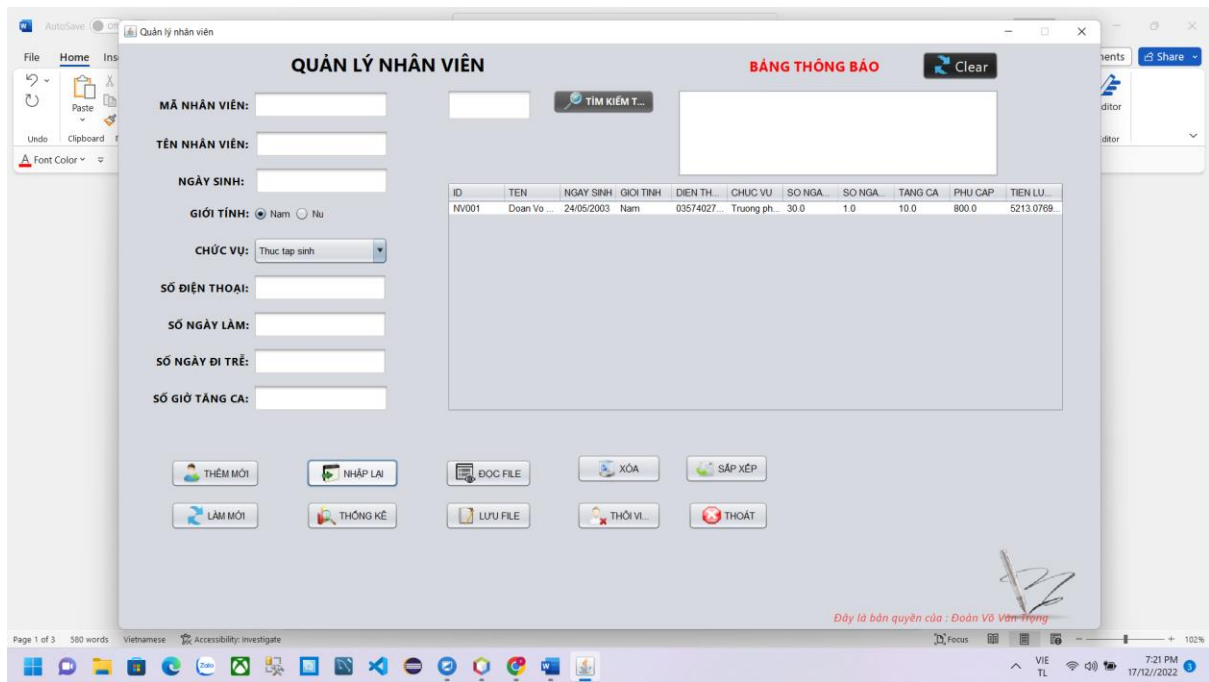 AutoSave Off
Quản lý nhân viên
File Home Ins
ments Share
QUẢN LÝ NHÂN VIÊN
BẢNG THÔNG BÁO
Clear
Paste
Undo Clipboard
ditor
ditor
Font Color
MÃ NHÂN VIÊN:
TÌM KIẾM T...
TÊN NHÂN VIÊN:
NGÀY SINH:
GIỚI TÍNH: Nam Nu
CHỨC VỤ: Thuc tap sinh
SỐ ĐIỆN THOẠI:
SỐ NGÀY LÀM:
SỐ NGÀY ĐI TRỄ:
SỐ GIỜ TĂNG CA:
ID TEN NGAY SINH GIOI TINH DIEN TH... CHUC VU SO NGA... SO NGA... TANG CA PHU CAP TIEN LU...
NV001 Doan Vo ... 24/05/2003 Nam 03574027... Truong ph... 30.0 1.0 10.0 800.0 5213.0769...
THÊM MỚI NHẬP LẠI ĐỌC FILE XÓA SẮP XẾP
LÀM MỚI THỐNG KÊ LƯU FILE THÔI VI... THOÁT
Đây là bản quyền của : Đoàn Võ Văn Trọng
Page 1 of 3 580 words Vietnamese Accessibility: Investigate Focus 102%
Zalo
VIE
TL
7:21 PM
17/12//2022
3